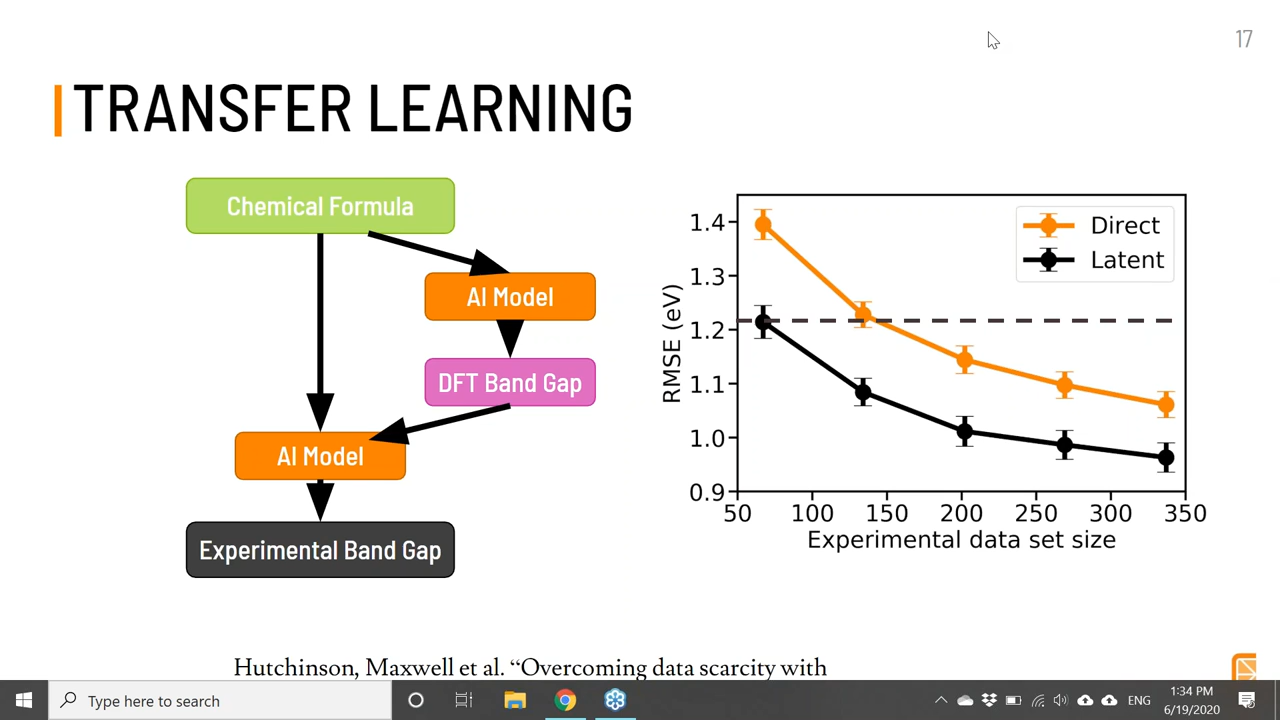 17
TRANSFER LEARNING
Chemical Formula
AI Model
DFT Band Gap
AI Model
Experimental Band Gap
RMSE (eV)
1.4
1.3
1.2
1.1
1.0
0.9
Direct
Latent
50 100 150 200 250 300 350
Experimental data set size
Hutchinson, Maxwell et al. “Overcoming data scarcity with
Type here to search
ENG
1:34 PM
6/19/2020